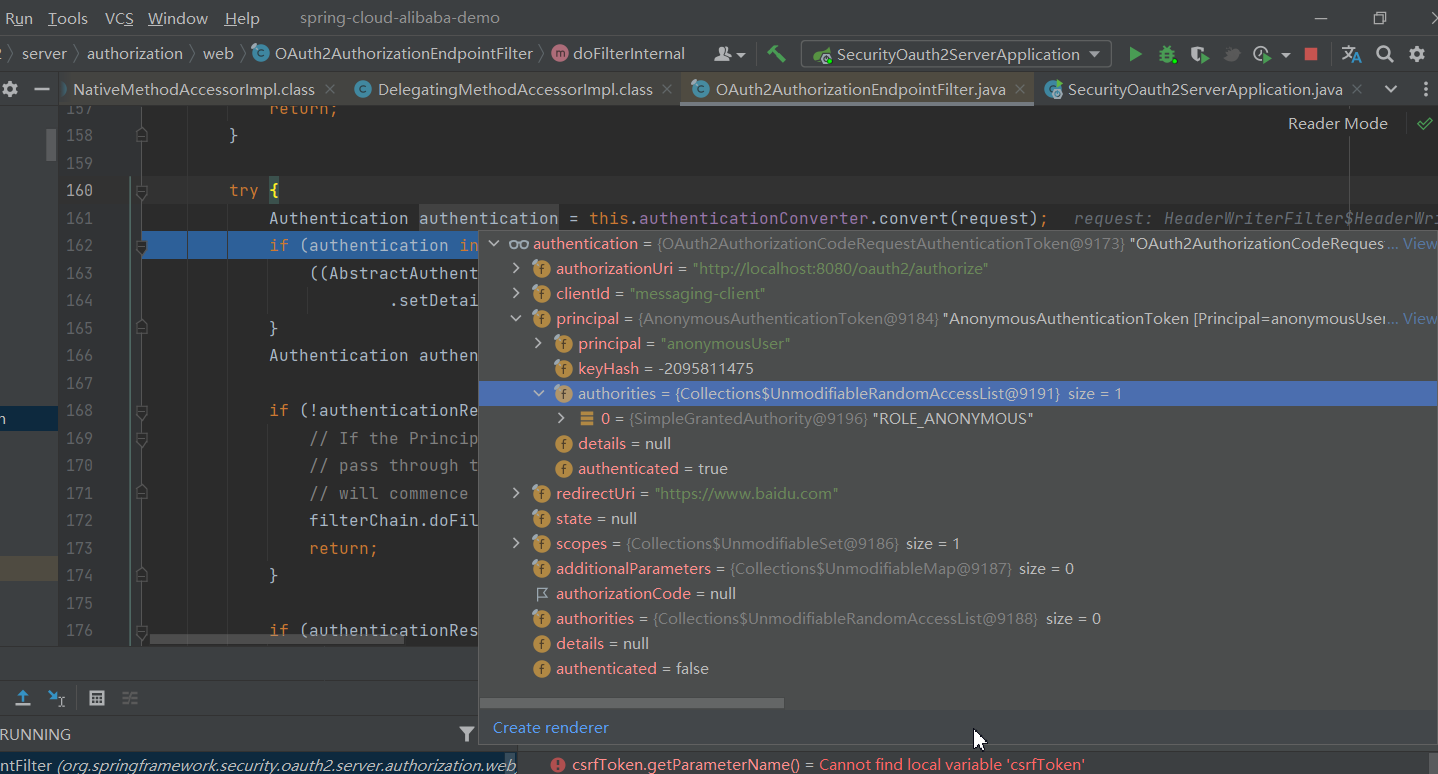 Run Tools VCS Window Help spring-cloud-alibaba-demo
server authorization web OAuth2AuthorizationEndpointFilter doFilterInternal SecurityOauth2ServerApplication
NativeMethodAccessorImpl.class DelegatingMethodAccessorImpl.class OAuth2AuthorizationEndpointFilter.java SecurityOauth2ServerApplication.java
157 return;
Reader Mode
158 }
159
160 try {
161 Authentication authentication = this.authenticationConverter.convert(request); request: HeaderWriterFilter$HeaderWri
162 if (authentication in
authentication = {OAuth2AuthorizationCodeRequestAuthenticationToken@9173} "OAuth2AuthorizationCodeReques ... View
163 ((AbstractAuthent
authorizationUri = "http://localhost:8080/oauth2/authorize"
164 .setDetai
clientId = "messaging-client"
165 }
principal = {AnonymousAuthenticationToken@9184} "AnonymousAuthenticationToken [Principal=anonymousUser... View
166 Authentication authen
principal = "anonymousUser"
167
keyHash = -2095811475
authorities = {Collections$UnmodifiableRandomAccessList@9191} size = 1
168 if (!authenticationRe
0 = {SimpleGrantedAuthority@9196} "ROLE_ANONYMOUS"
169 // If the Princip
details = null
170 // pass through t
authenticated = true
171 // will commence
redirectUri = "https://www.baidu.com"
172 filterChain.doFil
state = null
173 return;
scopes = {Collections$UnmodifiableSet@9186} size = 1
174 }
additionalParameters = {Collections$UnmodifiableMap@9187} size = 0
authorizationCode = null
175
authorities = {Collections$UnmodifiableRandomAccessList@9188} size = 0
176 if (authenticationRes
details = null
authenticated = false
Create renderer
RUNNING
ntFilter (org.springframework.security.oauth2.server.authorization.web
csrfToken.getParameterName() = Cannot find local variable 'csrfToken'